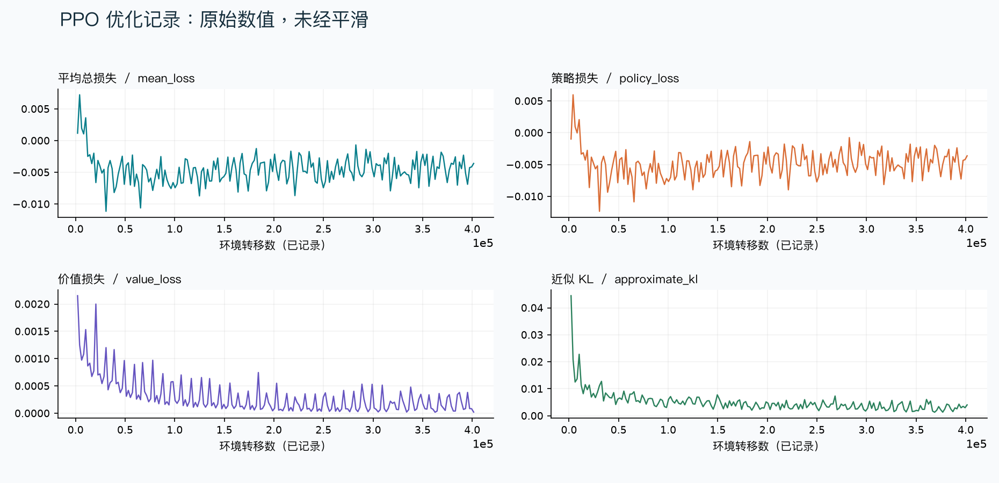 PPO 优化记录：原始数值，未经平滑
平均总损失 / mean_loss
0.005
0.000
−0.005
−0.010
0.0 0.5 1.0 1.5 2.0 2.5 3.0 3.5 4.0
环境转移数（已记录）
1e5
策略损失 / policy_loss
0.005
0.000
−0.005
−0.010
0.0 0.5 1.0 1.5 2.0 2.5 3.0 3.5 4.0
环境转移数（已记录）
1e5
价值损失 / value_loss
0.0020
0.0015
0.0010
0.0005
0.0000
0.0 0.5 1.0 1.5 2.0 2.5 3.0 3.5 4.0
环境转移数（已记录）
1e5
近似 KL / approximate_kl
0.04
0.03
0.02
0.01
0.00
0.0 0.5 1.0 1.5 2.0 2.5 3.0 3.5 4.0
环境转移数（已记录）
1e5